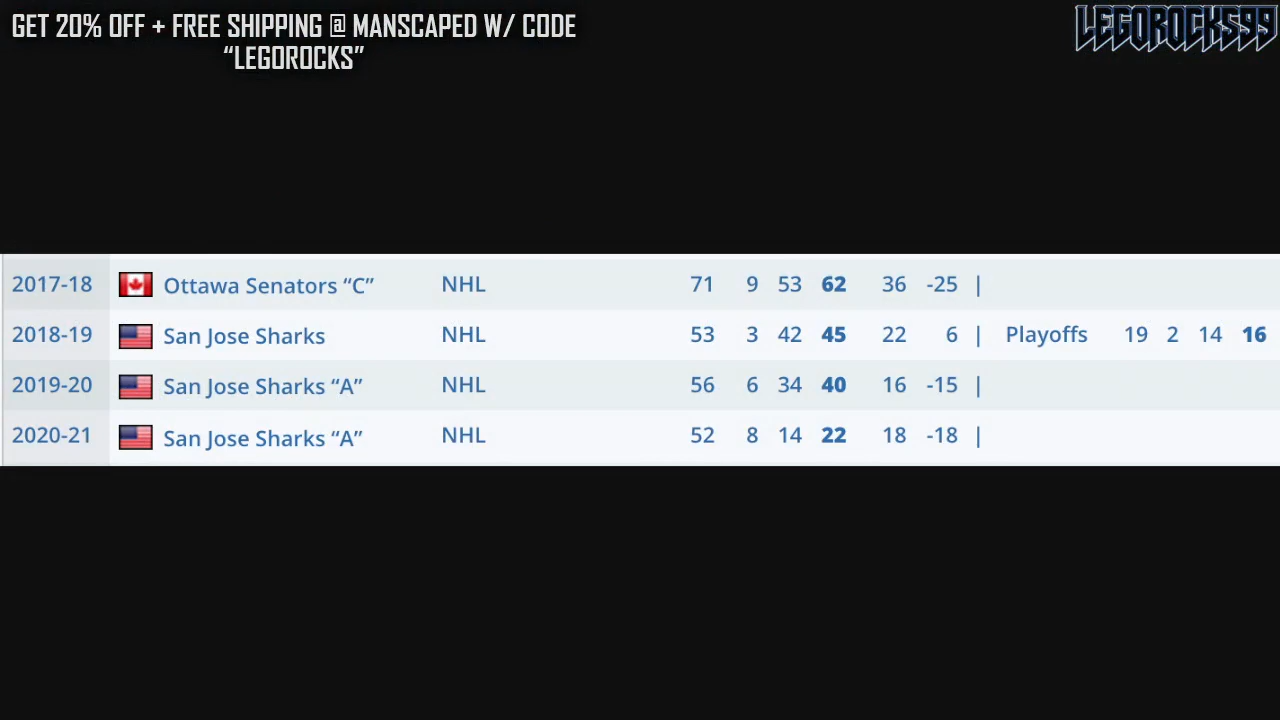 GET 20% OFF + FREE SHIPPING @ MANSCAPED W/ CODE
“LEGOROCKS”
LEGOROCKS99
2017-18 Ottawa Senators “C” NHL 71 9 53 62 36 -25 |
2018-19 San Jose Sharks NHL 53 3 42 45 22 6 | Playoffs 19 2 14 16
2019-20 San Jose Sharks “A” NHL 56 6 34 40 16 -15 |
2020-21 San Jose Sharks “A” NHL 52 8 14 22 18 -18 |